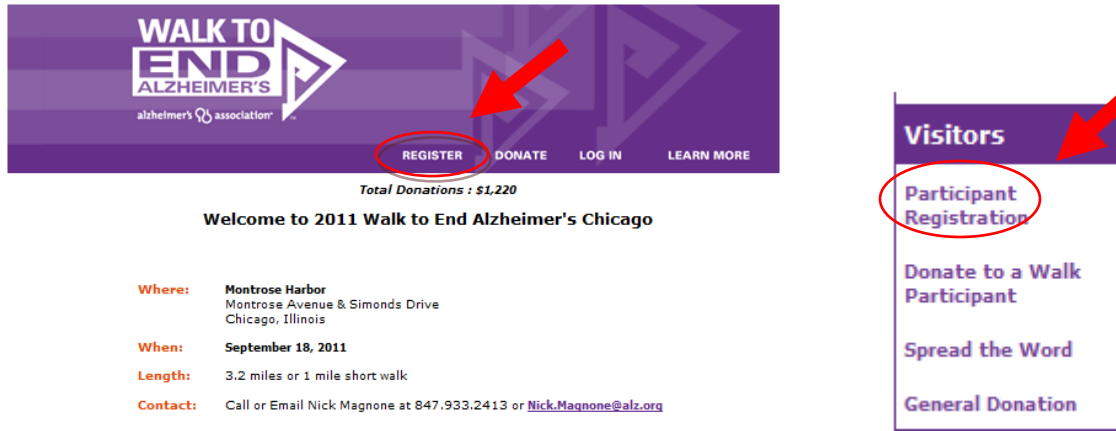 WALK TO
END
ALZHEIMER'S
alzheimer's association
REGISTER DONATE LOG IN LEARN MORE
Total Donations : $1,220
Welcome to 2011 Walk to End Alzheimer's Chicago
Where: Montrose Harbor
Montrose Avenue & Simonds Drive
Chicago, Illinois
When: September 18, 2011
Length: 3.2 miles or 1 mile short walk
Contact: Call or Email Nick Magnone at 847.933.2413 or Nick.Magnone@alz.org
Visitors
Participant
Registration
Donate to a Walk
Participant
Spread the Word
General Donation